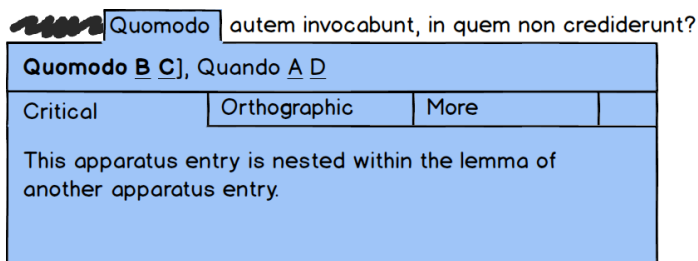 Quomodo autem invocabunt, in quem non crediderunt?
Quomodo B C], Quando A D
Critical Orthographic More
This apparatus entry is nested within the lemma of
another apparatus entry.